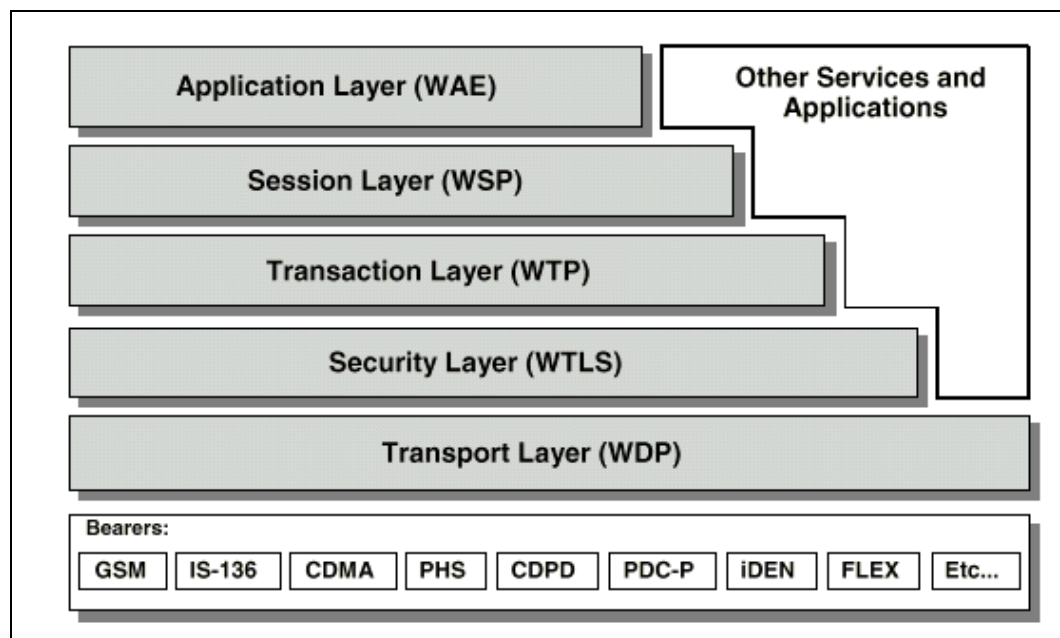 Application Layer (WAE)
Other Services and
Applications
Session Layer (WSP)
Transaction Layer (WTP)
Security Layer (WTLS)
Transport Layer (WDP)
Bearers:
GSM IS-136 CDMA PHS CDPD PDC-P iDEN FLEX Etc...